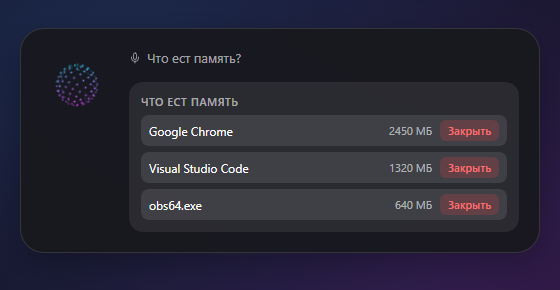 Что ест память?
ЧТО ЕСТ ПАМЯТЬ
Google Chrome 2450 МБ Закрыть
Visual Studio Code 1320 МБ Закрыть
obs64.exe 640 МБ Закрыть